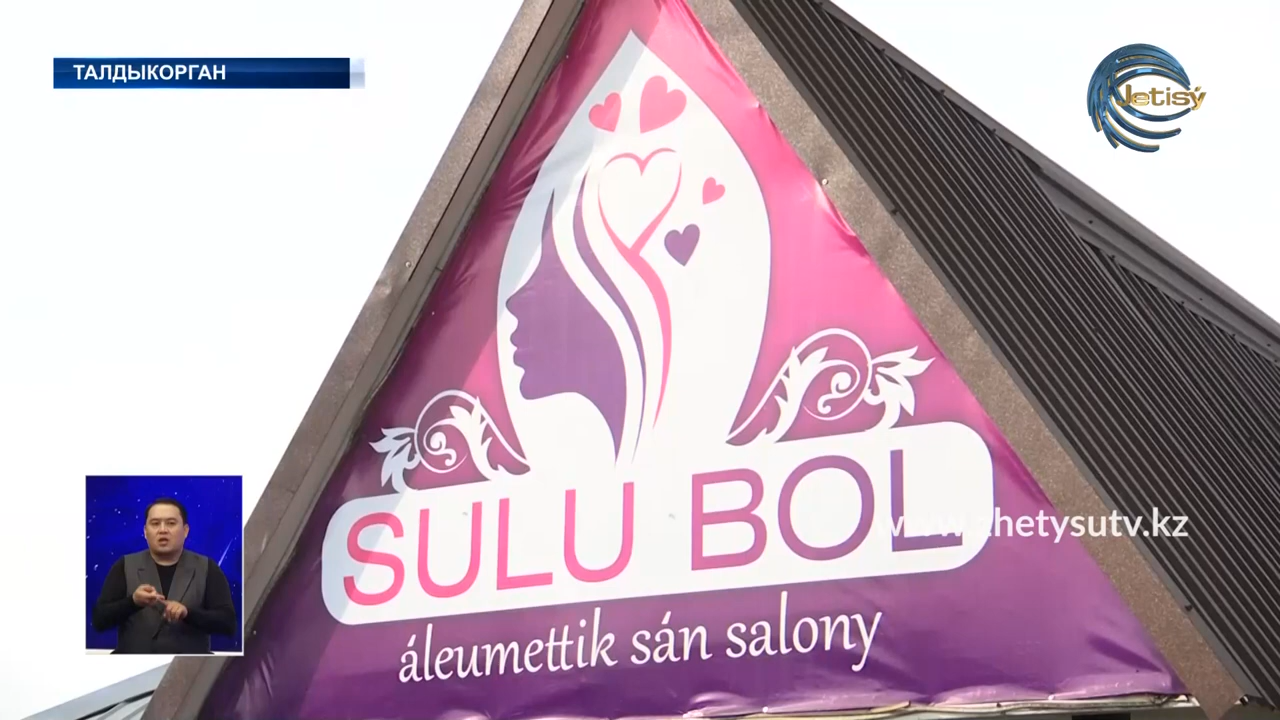 ТАЛДЫКОРГАН
Jetisý
SULU BOL
www.zhetysutv.kz
áleumettik sán salony